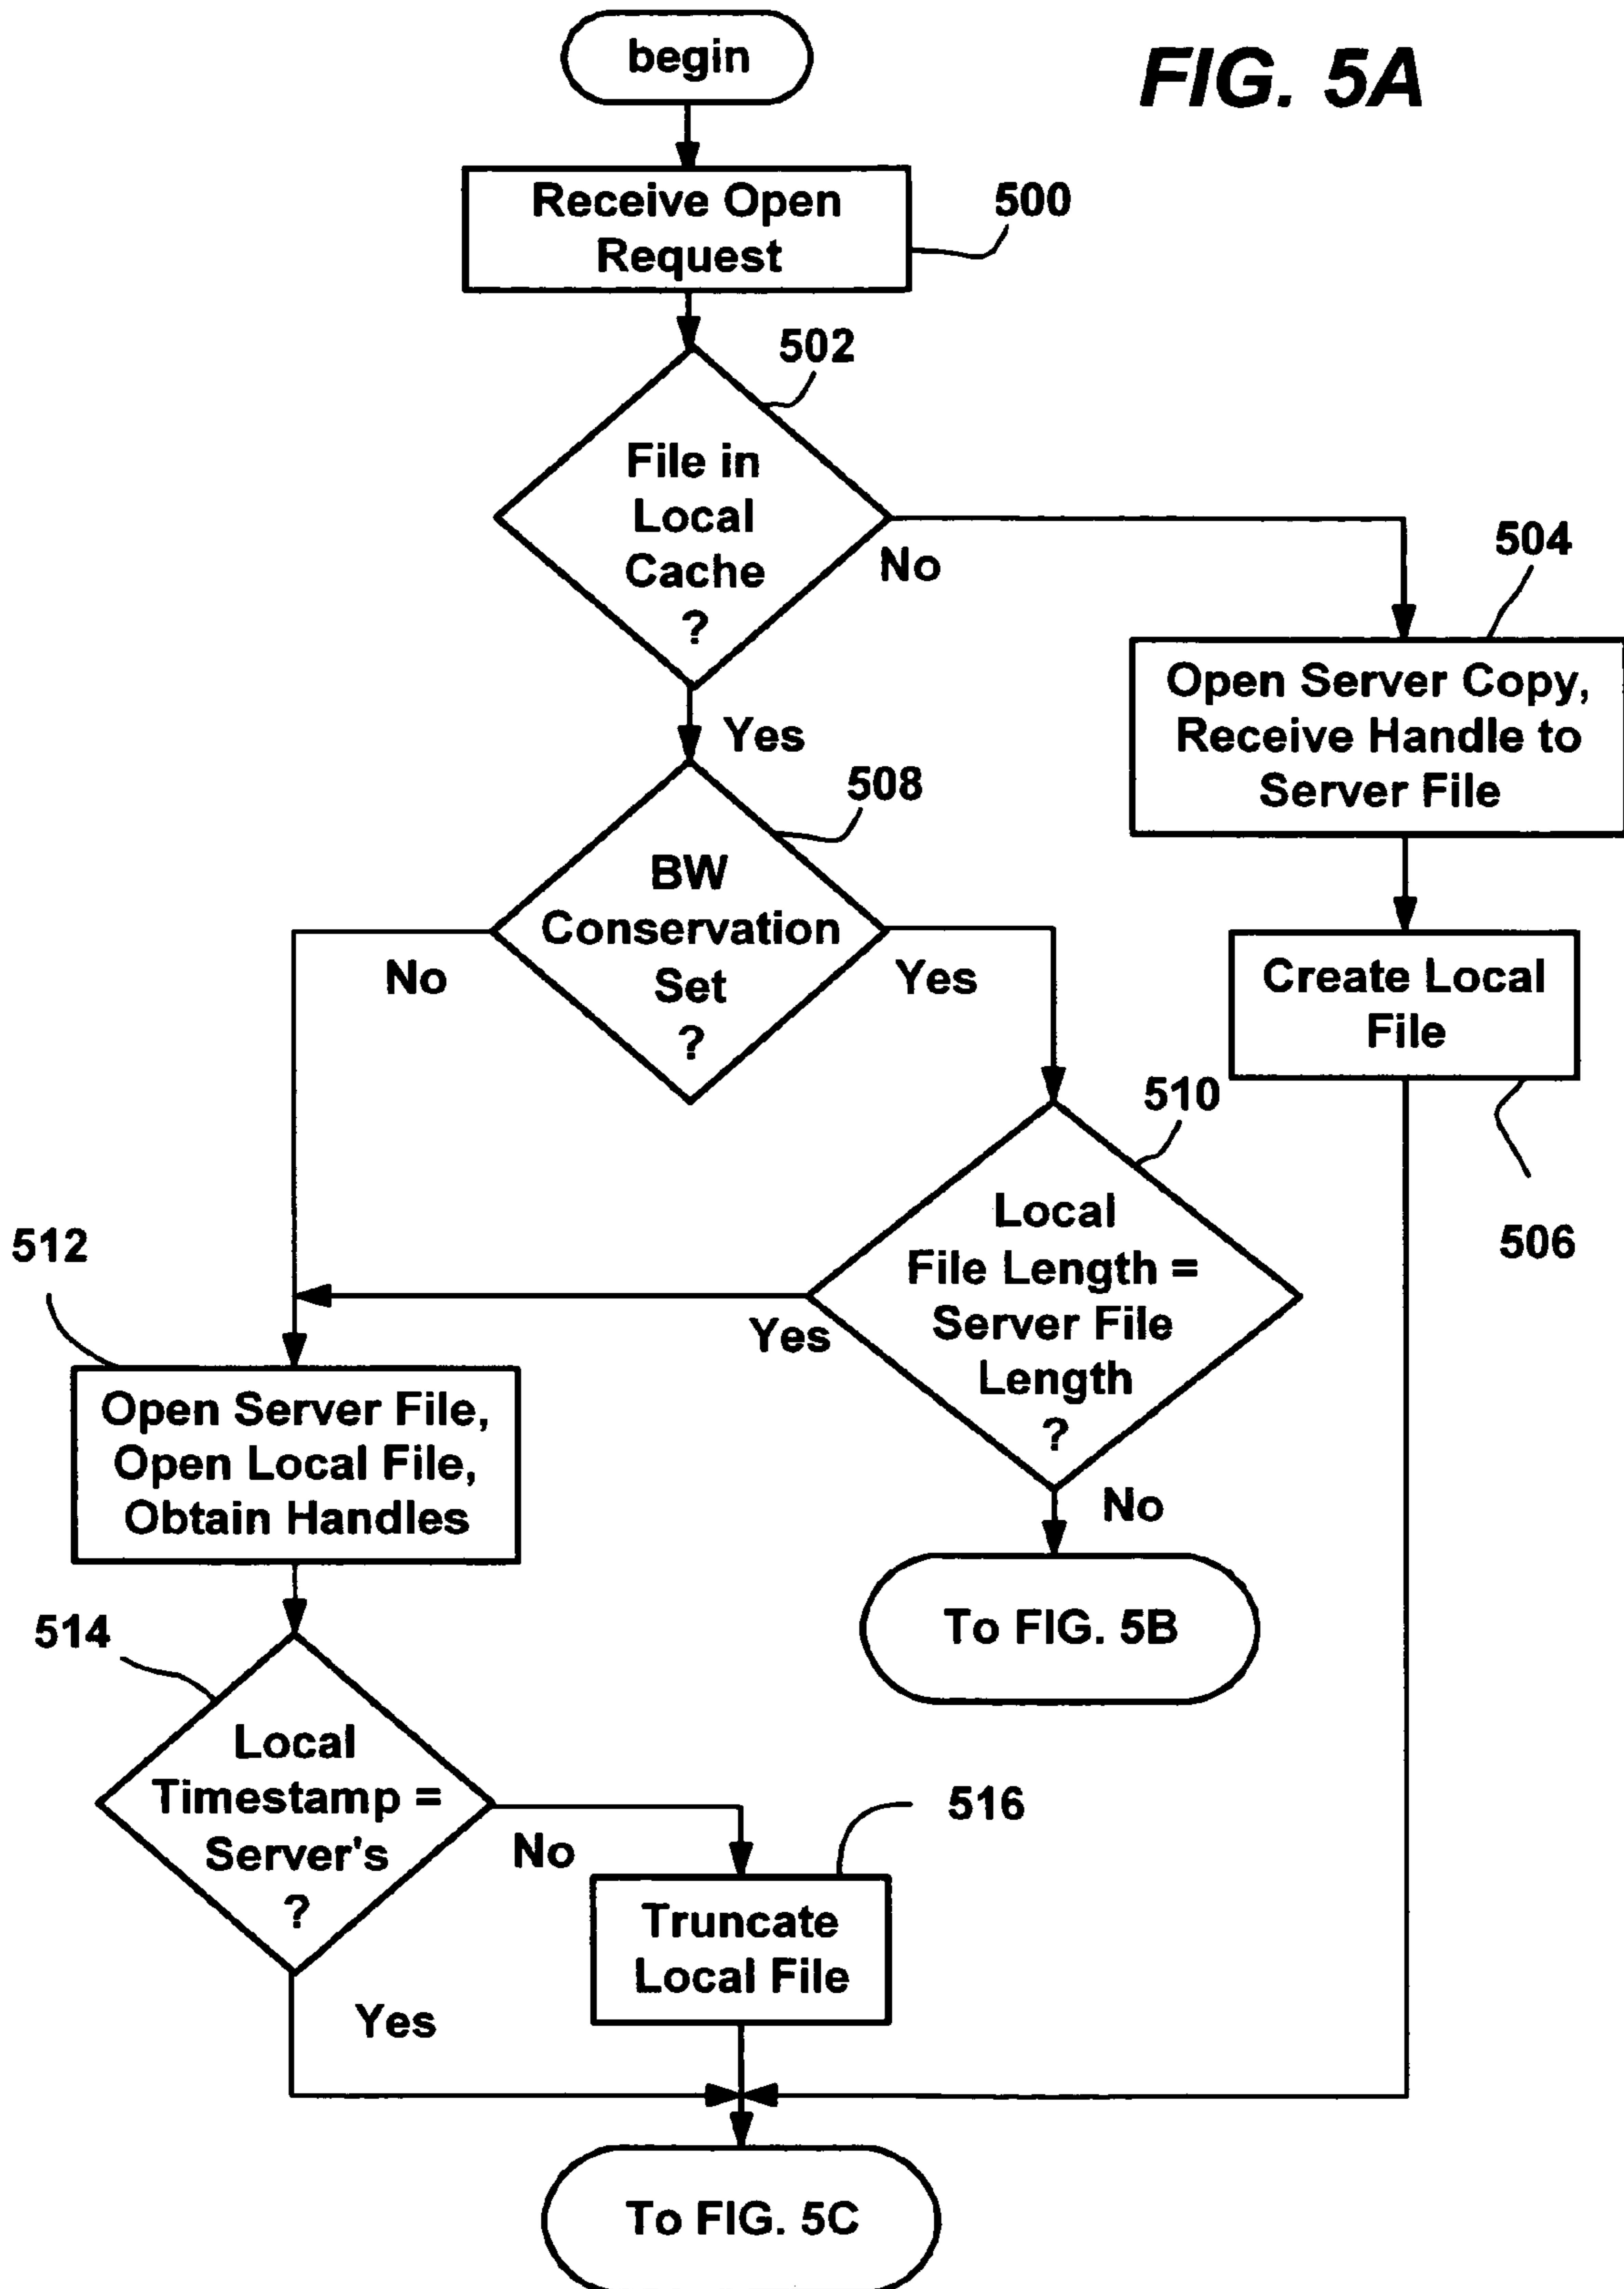 begin
FIG. 5A
Receive Open
Request
500
502
File in
Local
Cache
?
No
504
Yes
Open Server Copy,
Receive Handle to
Server File
508
BW
Conservation
Set
?
No
Yes
Create Local
File
510
506
Local
File Length =
Server File
Length
?
512
Yes
Open Server File,
Open Local File,
Obtain Handles
No
To FIG. 5B
514
Local
Timestamp =
Server's
?
No
516
Truncate
Local File
Yes
To FIG. 5C